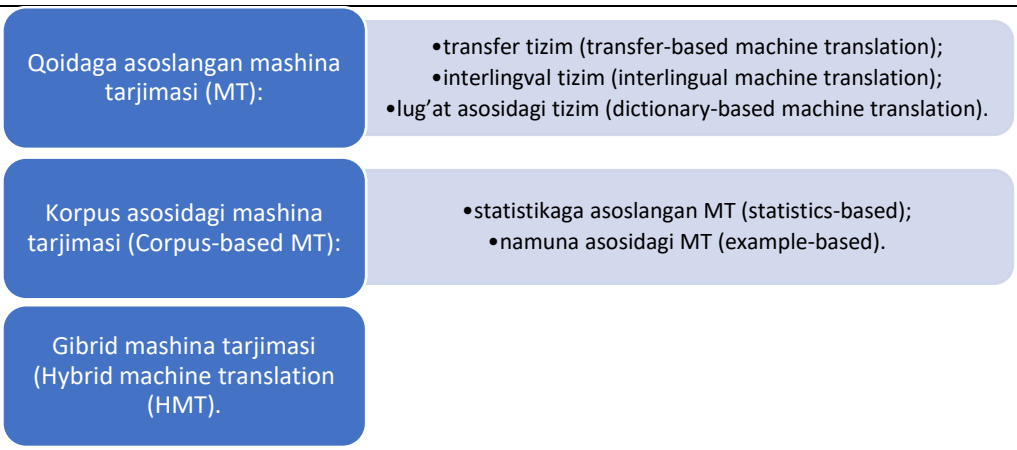 Qoidaga asoslangan mashina
tarjimasi (MT):
•transfer tizim (transfer-based machine translation);
•interlingval tizim (interlingual machine translation);
•lug’at asosidagi tizim (dictionary-based machine translation).
Korpus asosidagi mashina
tarjimasi (Corpus-based MT):
•statistikaga asoslangan MT (statistics-based);
•namuna asosidagi MT (example-based).
Gibrid mashina tarjimasi
(Hybrid machine translation
(HMT).